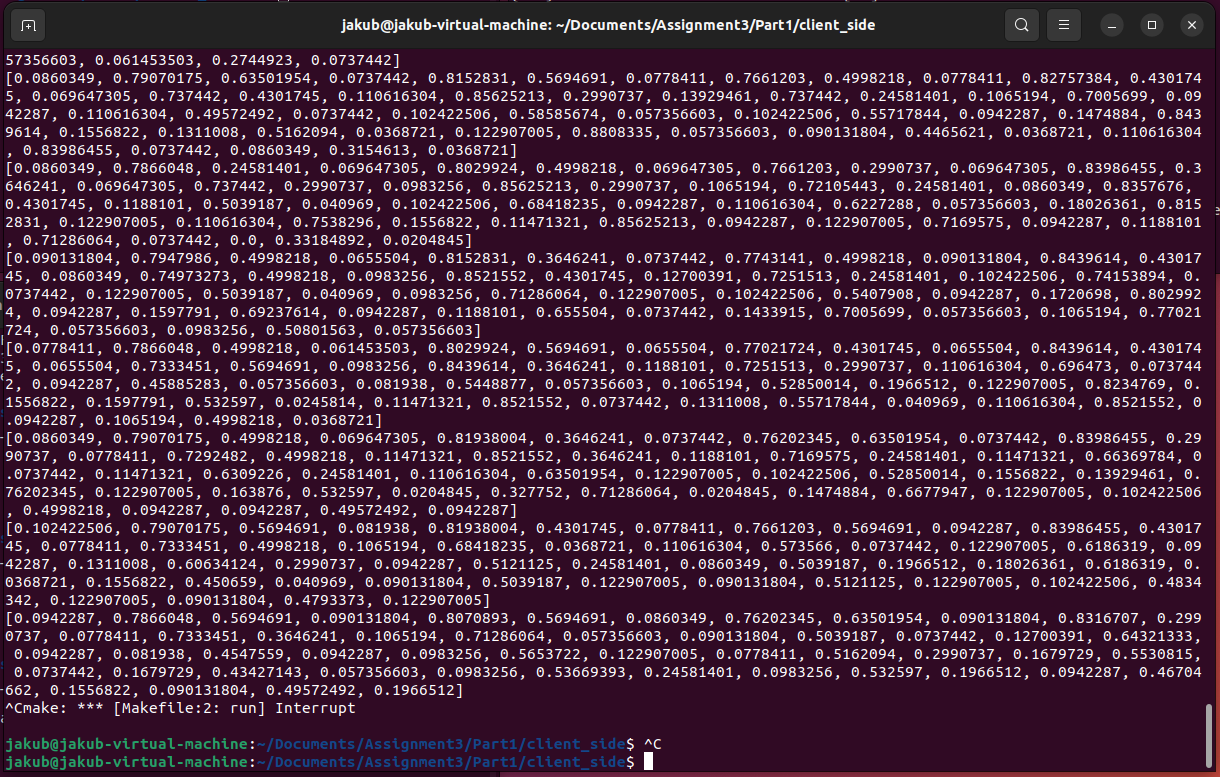 jakub@jakub-virtual-machine: ~/Documents/Assignment3/Part1/client_side
57356603, 0.061453503, 0.2744923, 0.0737442]
[0.0860349, 0.79070175, 0.63501954, 0.0737442, 0.8152831, 0.5694691, 0.0778411, 0.7661203, 0.4998218, 0.0778411, 0.82757384, 0.430174
5, 0.069647305, 0.737442, 0.4301745, 0.110616304, 0.85625213, 0.2990737, 0.13929461, 0.737442, 0.24581401, 0.1065194, 0.7005699, 0.09
42287, 0.110616304, 0.49572492, 0.0737442, 0.102422506, 0.58585674, 0.057356603, 0.102422506, 0.55717844, 0.0942287, 0.1474884, 0.843
9614, 0.1556822, 0.1311008, 0.5162094, 0.0368721, 0.122907005, 0.8808335, 0.057356603, 0.090131804, 0.4465621, 0.0368721, 0.110616304
, 0.83986455, 0.0737442, 0.0860349, 0.3154613, 0.0368721]
[0.0860349, 0.7866048, 0.24581401, 0.069647305, 0.8029924, 0.4998218, 0.069647305, 0.7661203, 0.2990737, 0.069647305, 0.83986455, 0.3
646241, 0.069647305, 0.737442, 0.2990737, 0.0983256, 0.85625213, 0.2990737, 0.1065194, 0.72105443, 0.24581401, 0.0860349, 0.8357676,
0.4301745, 0.1188101, 0.5039187, 0.040969, 0.102422506, 0.68418235, 0.0942287, 0.110616304, 0.6227288, 0.057356603, 0.18026361, 0.815
2831, 0.122907005, 0.110616304, 0.7538296, 0.1556822, 0.11471321, 0.85625213, 0.0942287, 0.122907005, 0.7169575, 0.0942287, 0.1188101
, 0.71286064, 0.0737442, 0.0, 0.33184892, 0.0204845]
[0.090131804, 0.7947986, 0.4998218, 0.0655504, 0.8152831, 0.3646241, 0.0737442, 0.7743141, 0.4998218, 0.090131804, 0.8439614, 0.43017
45, 0.0860349, 0.74973273, 0.4998218, 0.0983256, 0.8521552, 0.4301745, 0.12700391, 0.7251513, 0.24581401, 0.102422506, 0.74153894, 0.
0737442, 0.122907005, 0.5039187, 0.040969, 0.0983256, 0.71286064, 0.122907005, 0.102422506, 0.5407908, 0.0942287, 0.1720698, 0.802992
4, 0.0942287, 0.1597791, 0.69237614, 0.0942287, 0.1188101, 0.655504, 0.0737442, 0.1433915, 0.7005699, 0.057356603, 0.1065194, 0.77021
724, 0.057356603, 0.0983256, 0.50801563, 0.057356603]
[0.0778411, 0.7866048, 0.4998218, 0.061453503, 0.8029924, 0.5694691, 0.0655504, 0.77021724, 0.4301745, 0.0655504, 0.8439614, 0.430174
5, 0.0655504, 0.7333451, 0.5694691, 0.0983256, 0.8439614, 0.3646241, 0.1188101, 0.7251513, 0.2990737, 0.110616304, 0.696473, 0.073744
2, 0.0942287, 0.45885283, 0.057356603, 0.081938, 0.5448877, 0.057356603, 0.1065194, 0.52850014, 0.1966512, 0.122907005, 0.8234769, 0.
1556822, 0.1597791, 0.532597, 0.0245814, 0.11471321, 0.8521552, 0.0737442, 0.1311008, 0.55717844, 0.040969, 0.110616304, 0.8521552, 0
.0942287, 0.1065194, 0.4998218, 0.0368721]
[0.0860349, 0.79070175, 0.4998218, 0.069647305, 0.81938004, 0.3646241, 0.0737442, 0.76202345, 0.63501954, 0.0737442, 0.83986455, 0.29
90737, 0.0778411, 0.7292482, 0.4998218, 0.11471321, 0.8521552, 0.3646241, 0.1188101, 0.7169575, 0.24581401, 0.11471321, 0.66369784, 0
.0737442, 0.11471321, 0.6309226, 0.24581401, 0.110616304, 0.63501954, 0.122907005, 0.102422506, 0.52850014, 0.1556822, 0.13929461, 0.
76202345, 0.122907005, 0.163876, 0.532597, 0.0204845, 0.327752, 0.71286064, 0.0204845, 0.1474884, 0.6677947, 0.122907005, 0.102422506
, 0.4998218, 0.0942287, 0.0942287, 0.49572492, 0.0942287]
[0.102422506, 0.79070175, 0.5694691, 0.081938, 0.81938004, 0.4301745, 0.0778411, 0.7661203, 0.5694691, 0.0942287, 0.83986455, 0.43017
45, 0.0778411, 0.7333451, 0.4998218, 0.1065194, 0.68418235, 0.0368721, 0.110616304, 0.573566, 0.0737442, 0.122907005, 0.6186319, 0.09
42287, 0.1311008, 0.60634124, 0.2990737, 0.0942287, 0.5121125, 0.24581401, 0.0860349, 0.5039187, 0.1966512, 0.18026361, 0.6186319, 0.
0368721, 0.1556822, 0.450659, 0.040969, 0.090131804, 0.5039187, 0.122907005, 0.090131804, 0.5121125, 0.122907005, 0.102422506, 0.4834
342, 0.122907005, 0.090131804, 0.4793373, 0.122907005]
[0.0942287, 0.7866048, 0.5694691, 0.090131804, 0.8070893, 0.5694691, 0.0860349, 0.76202345, 0.63501954, 0.090131804, 0.8316707, 0.299
0737, 0.0778411, 0.7333451, 0.3646241, 0.1065194, 0.71286064, 0.057356603, 0.090131804, 0.5039187, 0.0737442, 0.12700391, 0.64321333,
 0.0942287, 0.081938, 0.4547559, 0.0942287, 0.0983256, 0.5653722, 0.122907005, 0.0778411, 0.5162094, 0.2990737, 0.1679729, 0.5530815,
 0.0737442, 0.1679729, 0.43427143, 0.057356603, 0.0983256, 0.53669393, 0.24581401, 0.0983256, 0.532597, 0.1966512, 0.0942287, 0.46704
662, 0.1556822, 0.090131804, 0.49572492, 0.1966512]
^Cmake: *** [Makefile:2: run] Interrupt
jakub@jakub-virtual-machine:~/Documents/Assignment3/Part1/client_side$ ^C
jakub@jakub-virtual-machine:~/Documents/Assignment3/Part1/client_side$